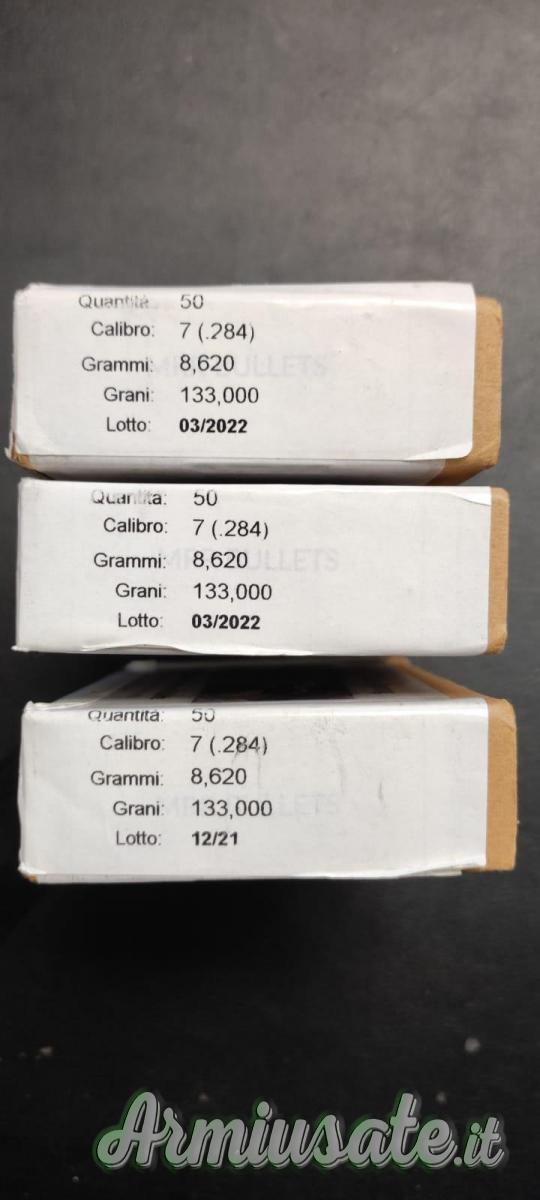 Quantità: 50
Calibro: 7 (.284)
Grammi: 8,620
Grani: 133,000
Lotto: 03/2022
Quantità: 50
Calibro: 7 (.284)
Grammi: 8,620
Grani: 133,000
Lotto: 03/2022
Quantità: 50
Calibro: 7 (.284)
Grammi: 8,620
Grani: 133,000
Lotto: 12/21
Armiusate.it